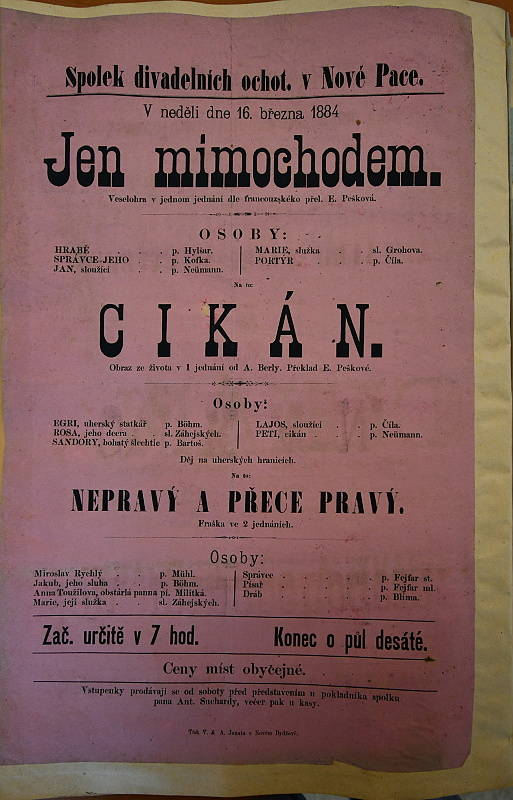 Spolek divadelních ochot. v Nové Pace.
V neděli dne 16. března 1884
Jen mimochodem.
Veselohra v jednom jednání dle francouzského přel. E. Pešková.
OSOBY:
HRABĚ . . . p. Hylšar.
SPRÁVCE JEHO . p. Kofka.
JAN, sloužící . . p. Neümann.
MARIE, služka . . sl. Grohova.
PORTÝR . . . p. Číla.
Na to:
CIKÁN.
Obraz ze života v 1 jednání od A. Berly. Překlad E. Peškové.
Osoby:
EGRI, uherský statkář p. Böhm.
ROSA, jeho dcera . sl. Záhejských.
SANDORY, bohatý šlechtic p. Bartoš.
LAJOS, sloužící . . p. Číla.
PETI, cikán . . . p. Neümann.
Děj na uherských hranicích.
Na to:
NEPRAVÝ A PŘECE PRAVÝ.
Fraška ve 2 jednáních.
Osoby:
Miroslav Rychlý . . p. Mühl.
Jakub, jeho sluha . p. Böhm.
Anna Toužilova, obstárlá panna pí. Militká.
Marie, její služka . . sl. Záhejských.
Správce . . . . . p. Fejfar st.
Písař . . . . . p. Fejfar ml.
Dráb . . . . . p. Blíma.
Zač. určitě v 7 hod. Konec o půl desáté.
Ceny míst obyčejné.
Vstupenky prodávají se od soboty před představením u pokladníka spolku
pana Ant. Suchardy, večer pak u kasy.
Tisk V. & A. Janata v Novém Bydžově.